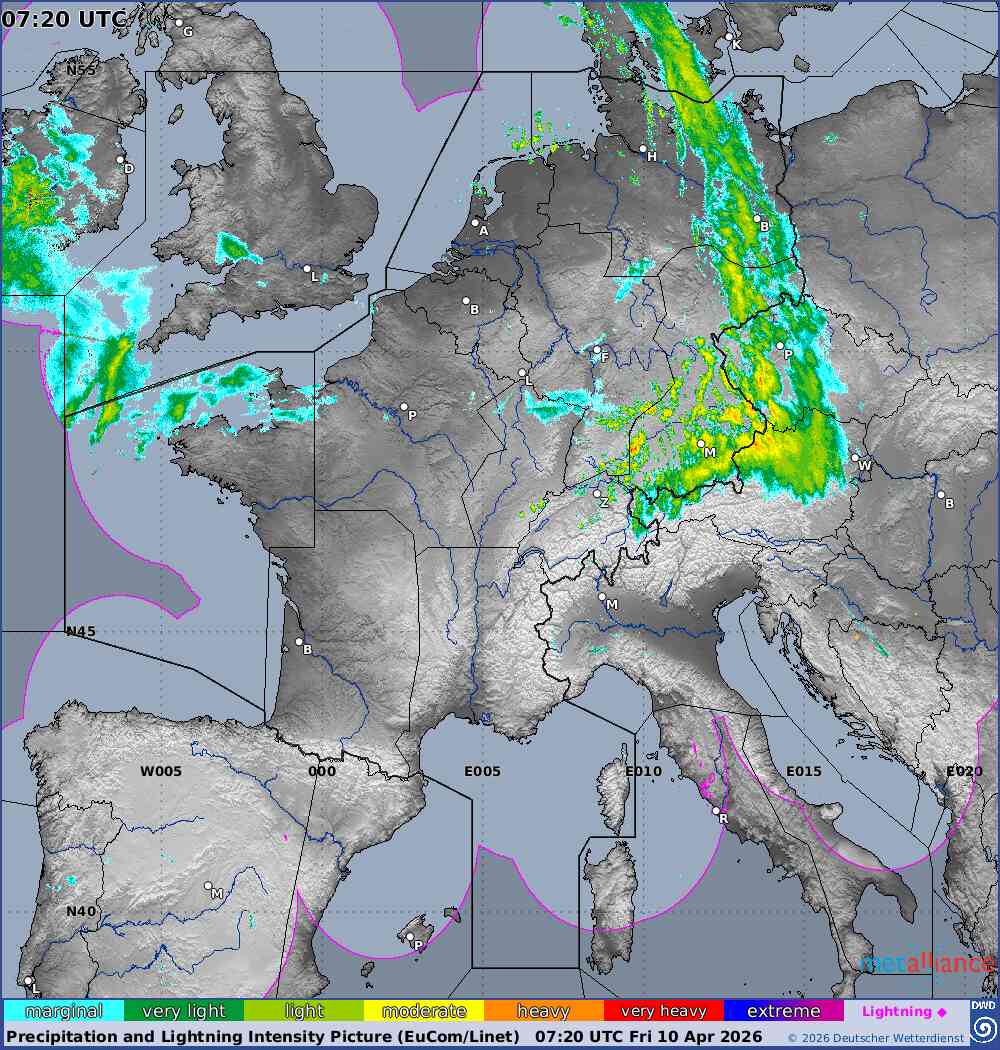 07:20 UTC
G
K
N55
D
H
A
B
L
B
F
P
L
P
M
W
Z
B
M
N45
B
W005
000
E005
E010
E015
E020
R
M
N40
P
L
metalliance
marginal
very light
light
moderate
heavy
very heavy
extreme
Lightning
DWD
Precipitation and Lightning Intensity Picture (EuCom/Linet) 07:20 UTC Fri 10 Apr 2026
© 2026 Deutscher Wetterdienst